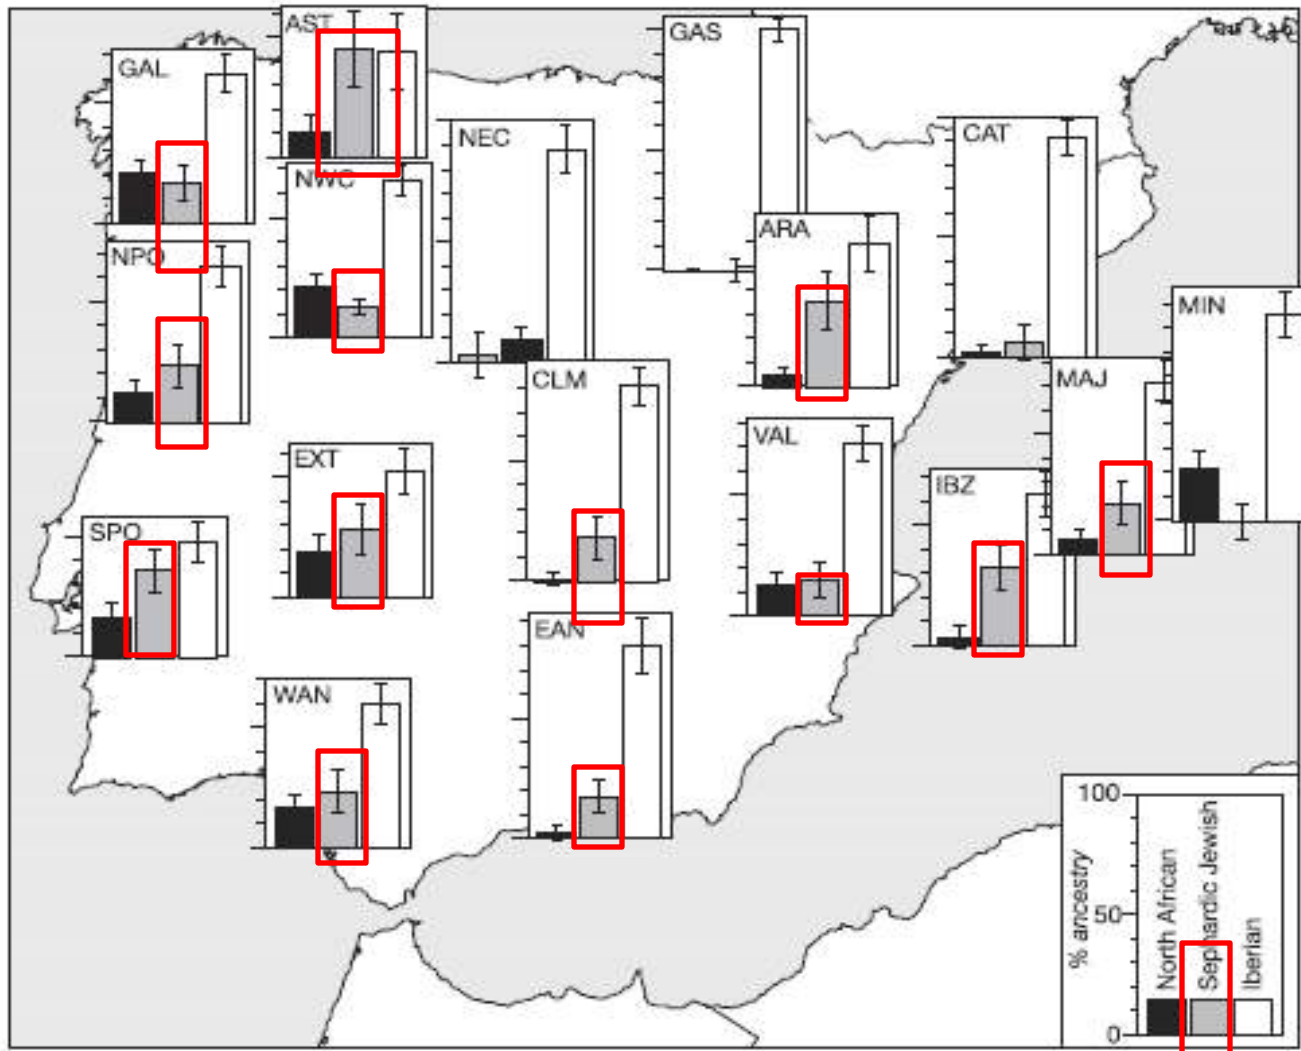 AST
GAS
GAL
NEC
CAT
NWC
ARA
NPO
MIN
CLM
MAJ
VAL
EXT
IBZ
SPO
EAN
WAN
100
50
0
% ancestry
North African
Sephardic Jewish
Iberian